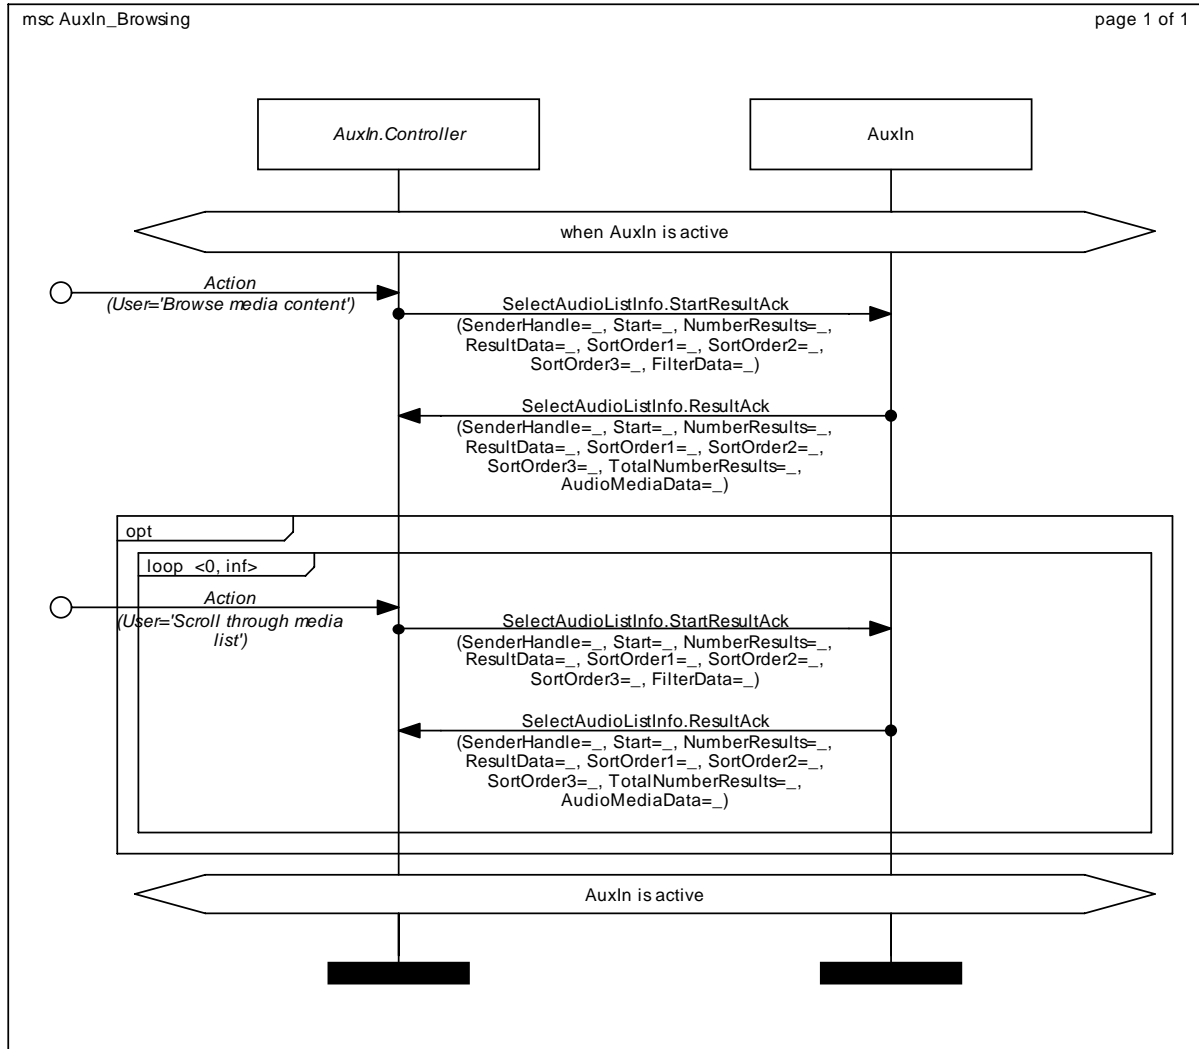 msc AuxIn_Browsing
page 1 of 1
AuxIn.Controller
AuxIn
when AuxIn is active
Action
(User='Browse media content')
SelectAudioListInfo.StartResultAck
(SenderHandle=_, Start=_, NumberResults=_,
ResultData=_, SortOrder1=_, SortOrder2=_,
SortOrder3=_, FilterData=_)
SelectAudioListInfo.ResultAck
(SenderHandle=_, Start=_, NumberResults=_,
ResultData=_, SortOrder1=_, SortOrder2=_,
SortOrder3=_, TotalNumberResults=_,
AudioMediaData=_)
opt
loop <0, inf>
Action
(User='Scroll through media
list')
SelectAudioListInfo.StartResultAck
(SenderHandle=_, Start=_, NumberResults=_,
ResultData=_, SortOrder1=_, SortOrder2=_,
SortOrder3=_, FilterData=_)
SelectAudioListInfo.ResultAck
(SenderHandle=_, Start=_, NumberResults=_,
ResultData=_, SortOrder1=_, SortOrder2=_,
SortOrder3=_, TotalNumberResults=_,
AudioMediaData=_)
AuxIn is active